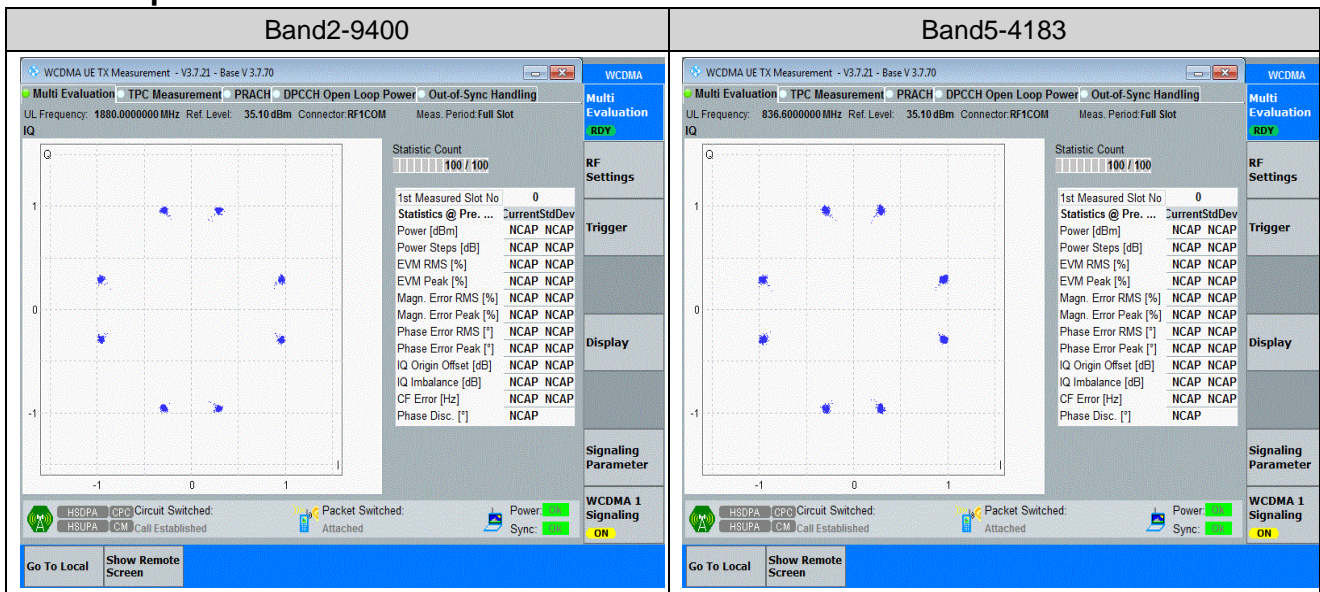 Band2-9400
Band5-4183
WCDMA UE TX Measurement - V3.7.21 - Base V 3.7.70
WCDMA
Multi Evaluation TPC Measurement PRACH DPCCH Open Loop Power Out-of-Sync Handling
Multi
Evaluation
RDY
UL Frequency: 1880.0000000 MHz Ref. Level: 35.10 dBm Connector:RF1COM Meas. Period:Full Slot
IQ
Q
1
0
-1
I
-1 0 1
Statistic Count
100 / 100
1st Measured Slot No 0
Statistics @ Pre. ... CurrentStdDev
Power [dBm] NCAP NCAP
Power Steps [dB] NCAP NCAP
EVM RMS [%] NCAP NCAP
EVM Peak [%] NCAP NCAP
Magn. Error RMS [%] NCAP NCAP
Magn. Error Peak [%] NCAP NCAP
Phase Error RMS [°] NCAP NCAP
Phase Error Peak [°] NCAP NCAP
IQ Origin Offset [dB] NCAP NCAP
IQ Imbalance [dB] NCAP NCAP
CF Error [Hz] NCAP NCAP
Phase Disc. [°] NCAP
RF
Settings
Trigger
Display
Signaling
Parameter
WCDMA 1
Signaling
ON
HSDPA CPC Circuit Switched: Packet Switched: Power: Ok
HSUPA CM Call Established Attached Sync: Ok
Go To Local
Show Remote
Screen
WCDMA UE TX Measurement - V3.7.21 - Base V 3.7.70
WCDMA
Multi Evaluation TPC Measurement PRACH DPCCH Open Loop Power Out-of-Sync Handling
Multi
Evaluation
RDY
UL Frequency: 836.6000000 MHz Ref. Level: 35.10 dBm Connector:RF1COM Meas. Period:Full Slot
IQ
Q
1
0
-1
I
-1 0 1
Statistic Count
100 / 100
1st Measured Slot No 0
Statistics @ Pre. ... CurrentStdDev
Power [dBm] NCAP NCAP
Power Steps [dB] NCAP NCAP
EVM RMS [%] NCAP NCAP
EVM Peak [%] NCAP NCAP
Magn. Error RMS [%] NCAP NCAP
Magn. Error Peak [%] NCAP NCAP
Phase Error RMS [°] NCAP NCAP
Phase Error Peak [°] NCAP NCAP
IQ Origin Offset [dB] NCAP NCAP
IQ Imbalance [dB] NCAP NCAP
CF Error [Hz] NCAP NCAP
Phase Disc. [°] NCAP
RF
Settings
Trigger
Display
Signaling
Parameter
WCDMA 1
Signaling
ON
HSDPA CPC Circuit Switched: Packet Switched: Power: Ok
HSUPA CM Call Established Attached Sync: Ok
Go To Local
Show Remote
Screen